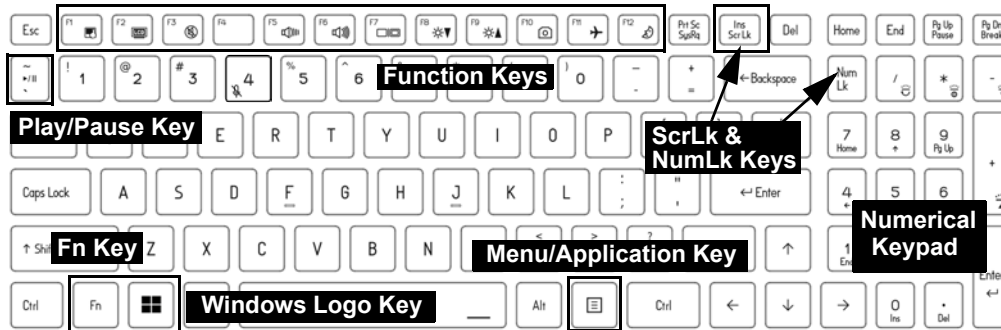 Esc F1 F2 F3 F4 F5 F6 F7 F8 F9 F10 F11 F12 Prt Sc Ins Del Home End Pg Up
SysRq ScrLk Pause Break
~ ! @ # % ^ ) _ + Num / *
1 2 3 4 5 6 Function Keys 0 - = ←Backspace Lk
Play/Pause Key E R T Y U I O P ScrLk & 7 8 9
NumLk Keys Home ↑ Pg Up
+
Caps Lock A S D F G H J K L : ; " ' ↵ Enter 4 5 6
Numerical
Keypad
↑ Fn Key Z X C V B N < > ? Menu/Application Key ↑ 1
Enter
Ctrl Fn Windows Logo Key Alt Ctrl ← ↓ → 0 .
Ins Del